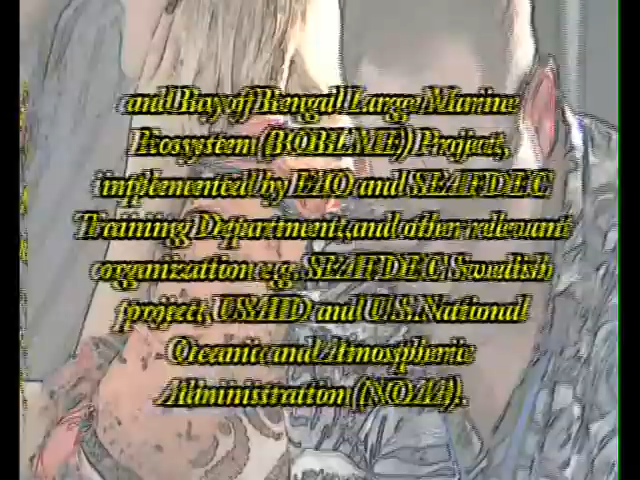 and Bay of Bengal Large Marine
Ecosystem (BOBLME) Project,
implemented by FAO and SEAFDEC
Training Department, and other relevant
organization e.g. SEAFDEC Swedish
project, USAID and U.S. National
Oceanic and Atmospheric
Administration (NOAA).